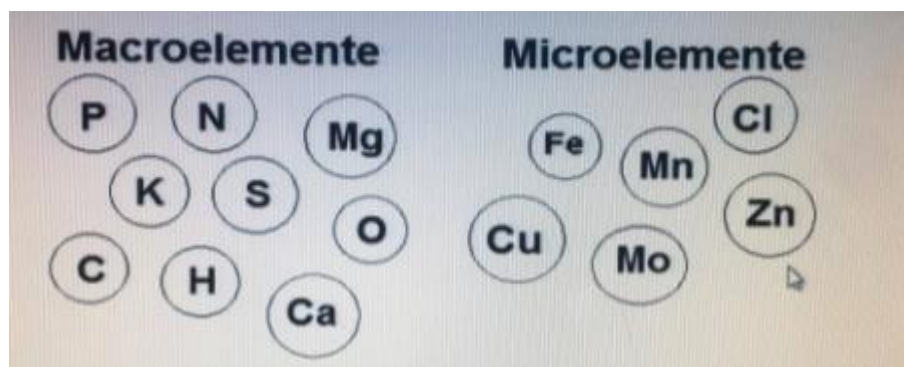 Macroelemente
Microelemente
P
N
Mg
K
S
O
C
H
Ca
Cl
Fe
Mn
Zn
Cu
Mo